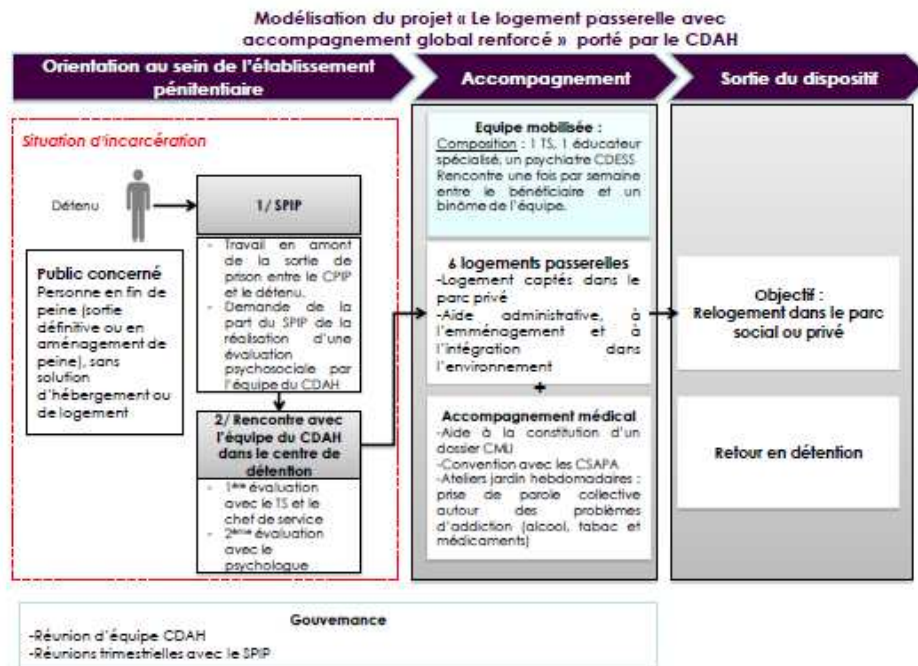 Modélisation du projet « Le logement passerelle avec
accompagnement global renforcé » porté par le CDAH
Orientation au sein de l'établissement
pénitentiaire
Accompagnement
Sortie du dispositif
Situation d'incarcération
Détenu
Public concerné
Personne en fin de
peine (sortie
définitive ou en
aménagement de
peine), sans
solution
d'hébergement ou
de logement
1/ SPIP
- Travail en amont
de la sortie de
prison entre le CPIP
et le détenu.
- Demande de la
part du SPIP de la
réalisation d'une
évaluation
psychosociale par
l'équipe du CDAH
2/ Rencontre avec
l'équipe du CDAH
dans le centre de
détention
- 1ère évaluation
avec le TS et le
chef de service
- 2ème évaluation
avec le
psychologue
Equipe mobilisée :
Composition : 1 TS, 1 éducateur
spécialisé, un psychiatre CDESS
Rencontre une fois par semaine
entre le bénéficiaire et un
binôme de l'équipe.
6 logements passerelles
-Logement captés dans le
parc privé
-Aide administrative, à
l'emménagement et à
l'intégration dans
l'environnement
+
Accompagnement médical
-Aide à la constitution d'un
dossier CMU
-Convention avec les CSAPA
-Ateliers jardin hebdomadaires :
prise de parole collective
autour des problèmes
d'addiction (alcool, tabac et
médicaments)
Objectif :
Relogement dans le parc
social ou privé
Retour en détention
Gouvernance
-Réunion d'équipe CDAH
-Réunions trimestrielles avec le SPIP